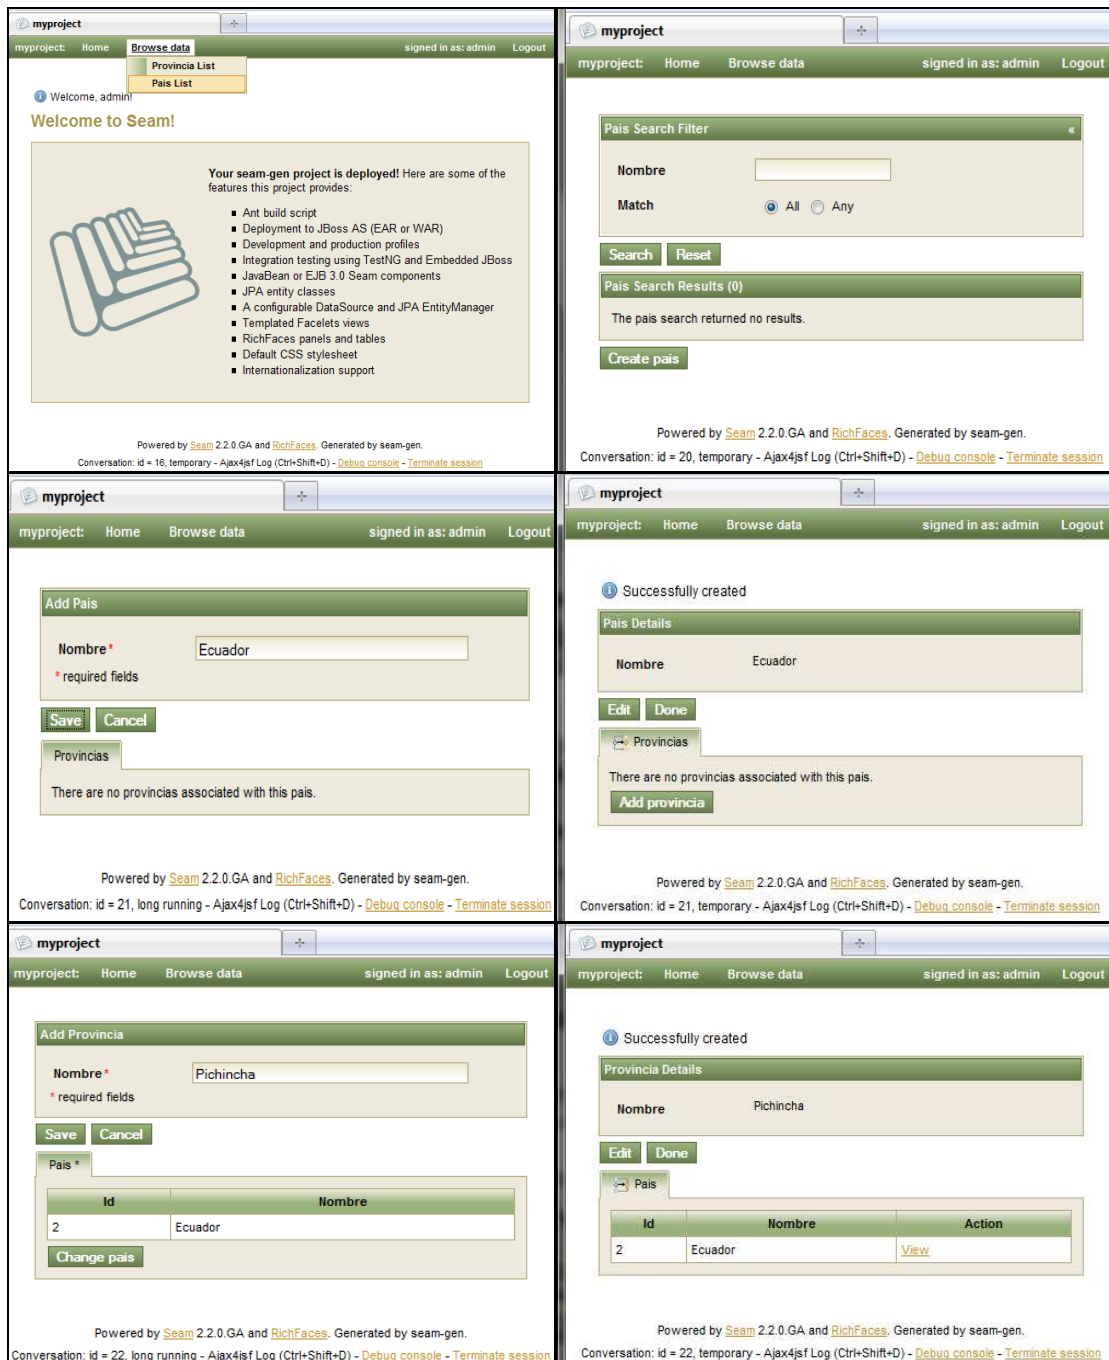 myproject
myproject: Home Browse data signed in as: admin Logout
Provincia List
Pais List
Welcome, admin!
Welcome to Seam!
Your seam-gen project is deployed! Here are some of the
features this project provides:
Ant build script
Deployment to JBoss AS (EAR or WAR)
Development and production profiles
Integration testing using TestNG and Embedded JBoss
JavaBean or EJB 3.0 Seam components
JPA entity classes
A configurable DataSource and JPA EntityManager
Templated Facelets views
RichFaces panels and tables
Default CSS stylesheet
Internationalization support
Powered by Seam 2.2.0.GA and RichFaces. Generated by seam-gen.
Conversation: id = 16, temporary - Ajax4jsf Log (Ctrl+Shift+D) - Debug console - Terminate session
myproject
myproject: Home Browse data signed in as: admin Logout
Pais Search Filter «
Nombre
Match All Any
Search Reset
Pais Search Results (0)
The pais search returned no results.
Create pais
Powered by Seam 2.2.0.GA and RichFaces. Generated by seam-gen.
Conversation: id = 20, temporary - Ajax4jsf Log (Ctrl+Shift+D) - Debug console - Terminate session
myproject
myproject: Home Browse data signed in as: admin Logout
Add Pais
Nombre* Ecuador
* required fields
Save Cancel
Provincias
There are no provincias associated with this pais.
Powered by Seam 2.2.0.GA and RichFaces. Generated by seam-gen.
Conversation: id = 21, long running - Ajax4jsf Log (Ctrl+Shift+D) - Debug console - Terminate session
myproject
myproject: Home Browse data signed in as: admin Logout
Successfully created
Pais Details
Nombre Ecuador
Edit Done
Provincias
There are no provincias associated with this pais.
Add provincia
Powered by Seam 2.2.0.GA and RichFaces. Generated by seam-gen.
Conversation: id = 21, temporary - Ajax4jsf Log (Ctrl+Shift+D) - Debug console - Terminate session
myproject
myproject: Home Browse data signed in as: admin Logout
Add Provincia
Nombre* Pichincha
* required fields
Save Cancel
Pais *
Id Nombre
2 Ecuador
Change pais
Powered by Seam 2.2.0.GA and RichFaces. Generated by seam-gen.
Conversation: id = 22, long running - Ajax4jsf Log (Ctrl+Shift+D) - Debug console - Terminate session
myproject
myproject: Home Browse data signed in as: admin Logout
Successfully created
Provincia Details
Nombre Pichincha
Edit Done
Pais
Id Nombre Action
2 Ecuador View
Powered by Seam 2.2.0.GA and RichFaces. Generated by seam-gen.
Conversation: id = 22, temporary - Ajax4jsf Log (Ctrl+Shift+D) - Debug console - Terminate session